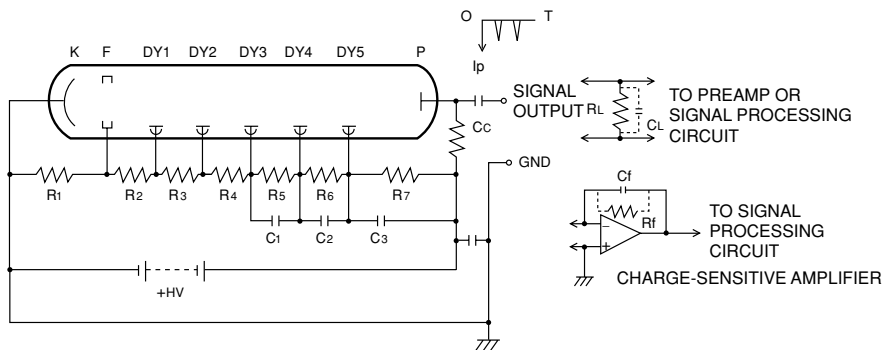 O T
Ip
K F DY1 DY2 DY3 DY4 DY5 P
SIGNAL
OUTPUT
CC
RL
CL
TO PREAMP OR
SIGNAL PROCESSING
CIRCUIT
GND
R1 R2 R3 R4 R5 R6 R7
C1 C2 C3
+HV
Cf
Rf
−
+
TO SIGNAL
PROCESSING
CIRCUIT
CHARGE-SENSITIVE AMPLIFIER